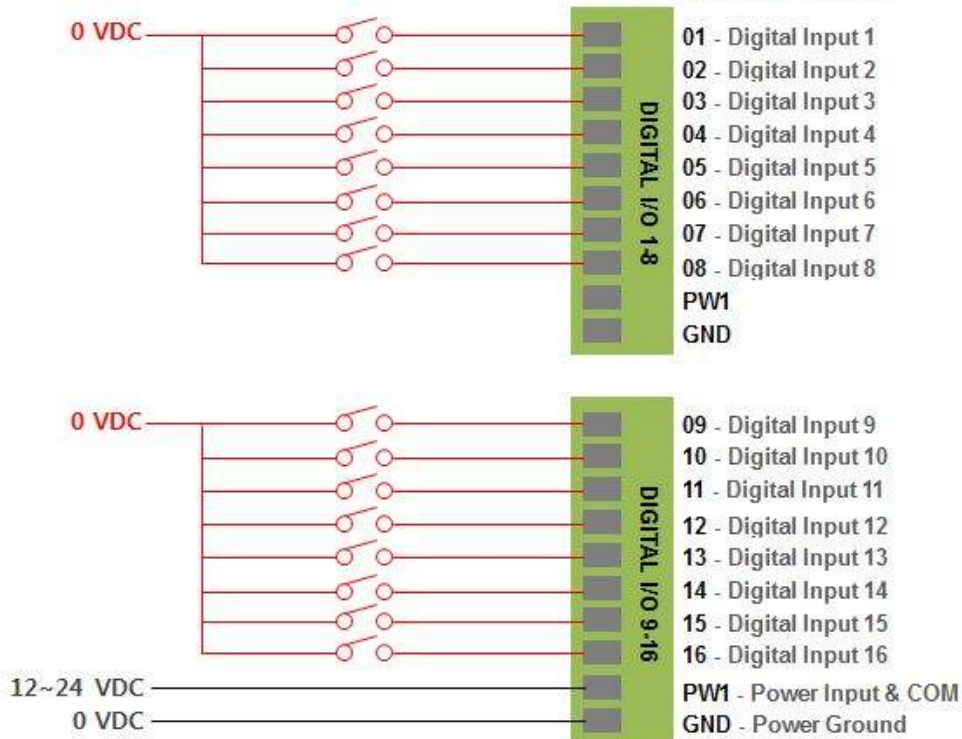 0 VDC
01 - Digital Input 1
02 - Digital Input 2
03 - Digital Input 3
04 - Digital Input 4
05 - Digital Input 5
06 - Digital Input 6
07 - Digital Input 7
08 - Digital Input 8
PW1
GND
DIGITAL I/O 1-8
0 VDC
09 - Digital Input 9
10 - Digital Input 10
11 - Digital Input 11
12 - Digital Input 12
13 - Digital Input 13
14 - Digital Input 14
15 - Digital Input 15
16 - Digital Input 16
DIGITAL I/O 9-16
12~24 VDC
PW1 - Power Input & COM
0 VDC
GND - Power Ground